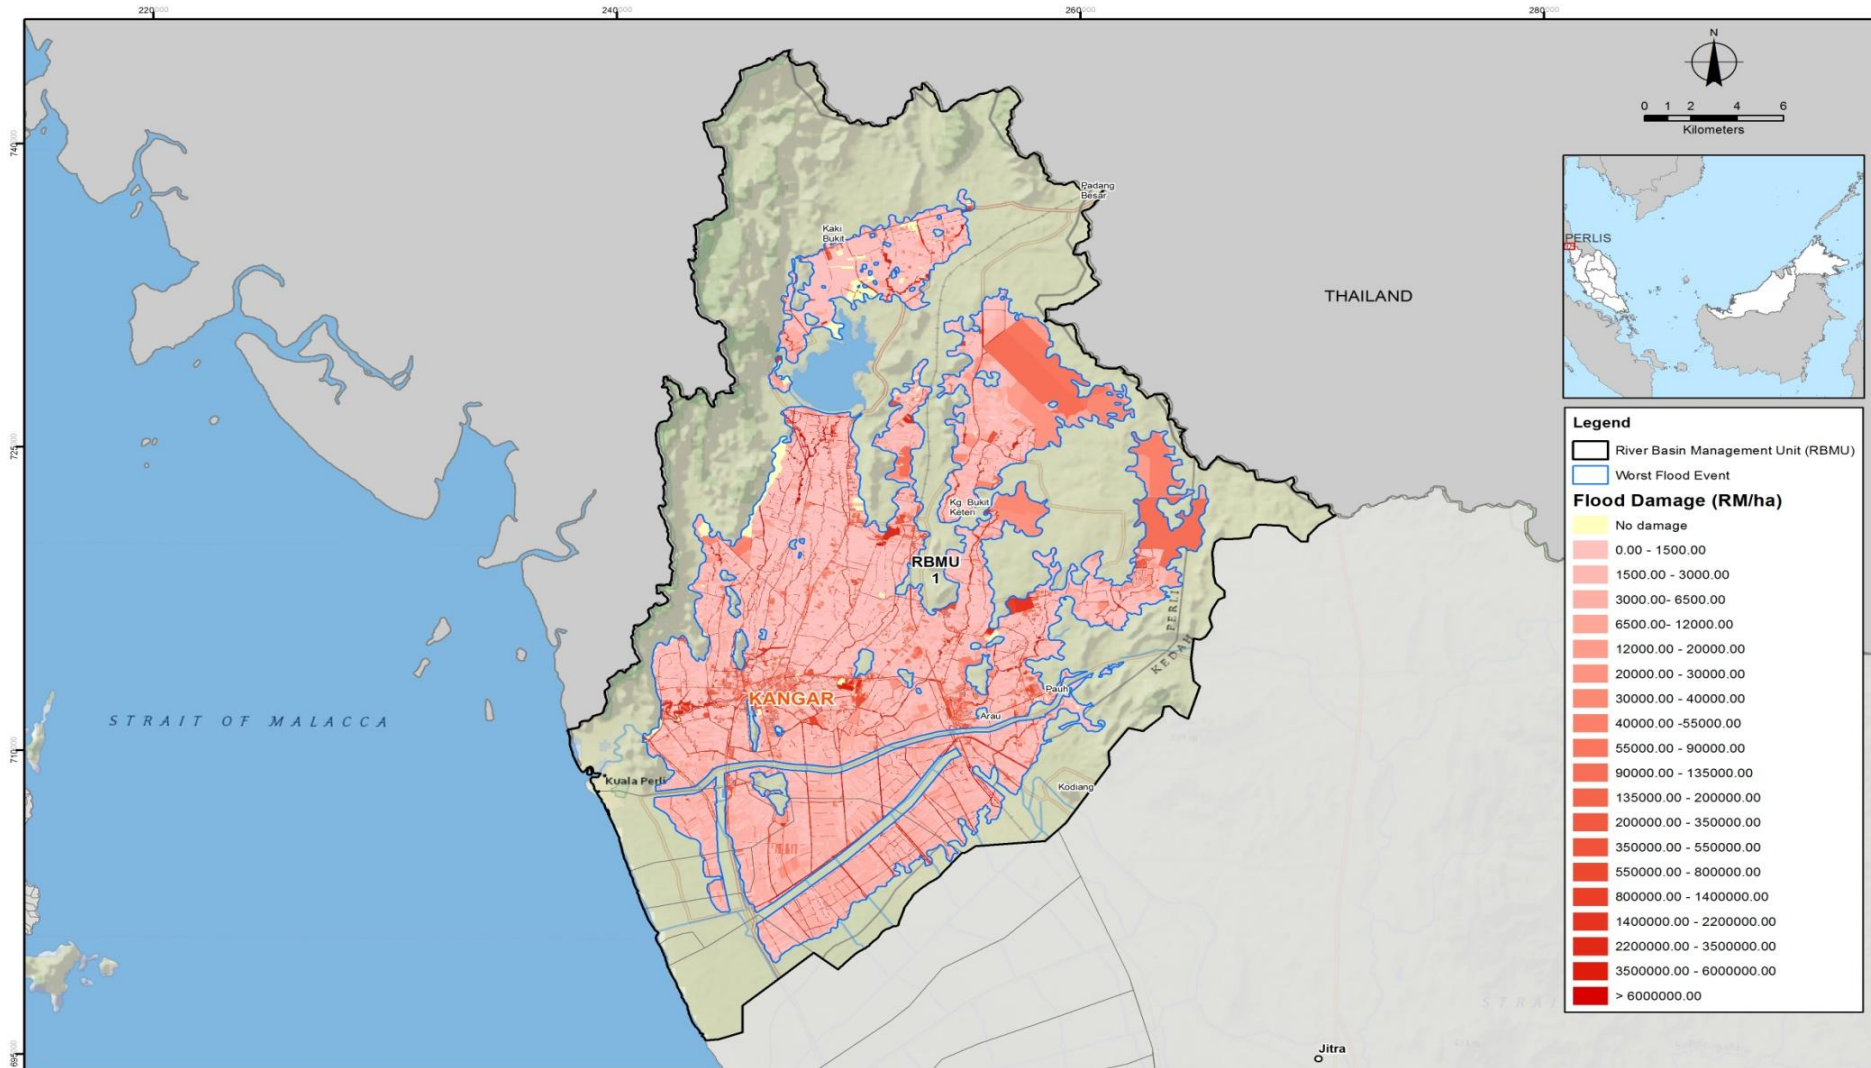 220000
240000
260000
280000
740000
725000
710000
695000
N
0 1 2 4 6
Kilometers
PERLIS
THAILAND
Padang
Besar
Kaki
Bukit
Kg. Bukit
Keteri
RBMU
1
PERLIS
KEDAH
KANGAR
Pauh
Arau
STRAIT OF MALACCA
Kuala Perli
Kodiang
Jitra
Legend
River Basin Management Unit (RBMU)
Worst Flood Event
Flood Damage (RM/ha)
No damage
0.00 - 1500.00
1500.00 - 3000.00
3000.00- 6500.00
6500.00- 12000.00
12000.00 - 20000.00
20000.00 - 30000.00
30000.00 - 40000.00
40000.00 -55000.00
55000.00 - 90000.00
90000.00 - 135000.00
135000.00 - 200000.00
200000.00 - 350000.00
350000.00 - 550000.00
550000.00 - 800000.00
800000.00 - 1400000.00
1400000.00 - 2200000.00
2200000.00 - 3500000.00
3500000.00 - 6000000.00
> 6000000.00